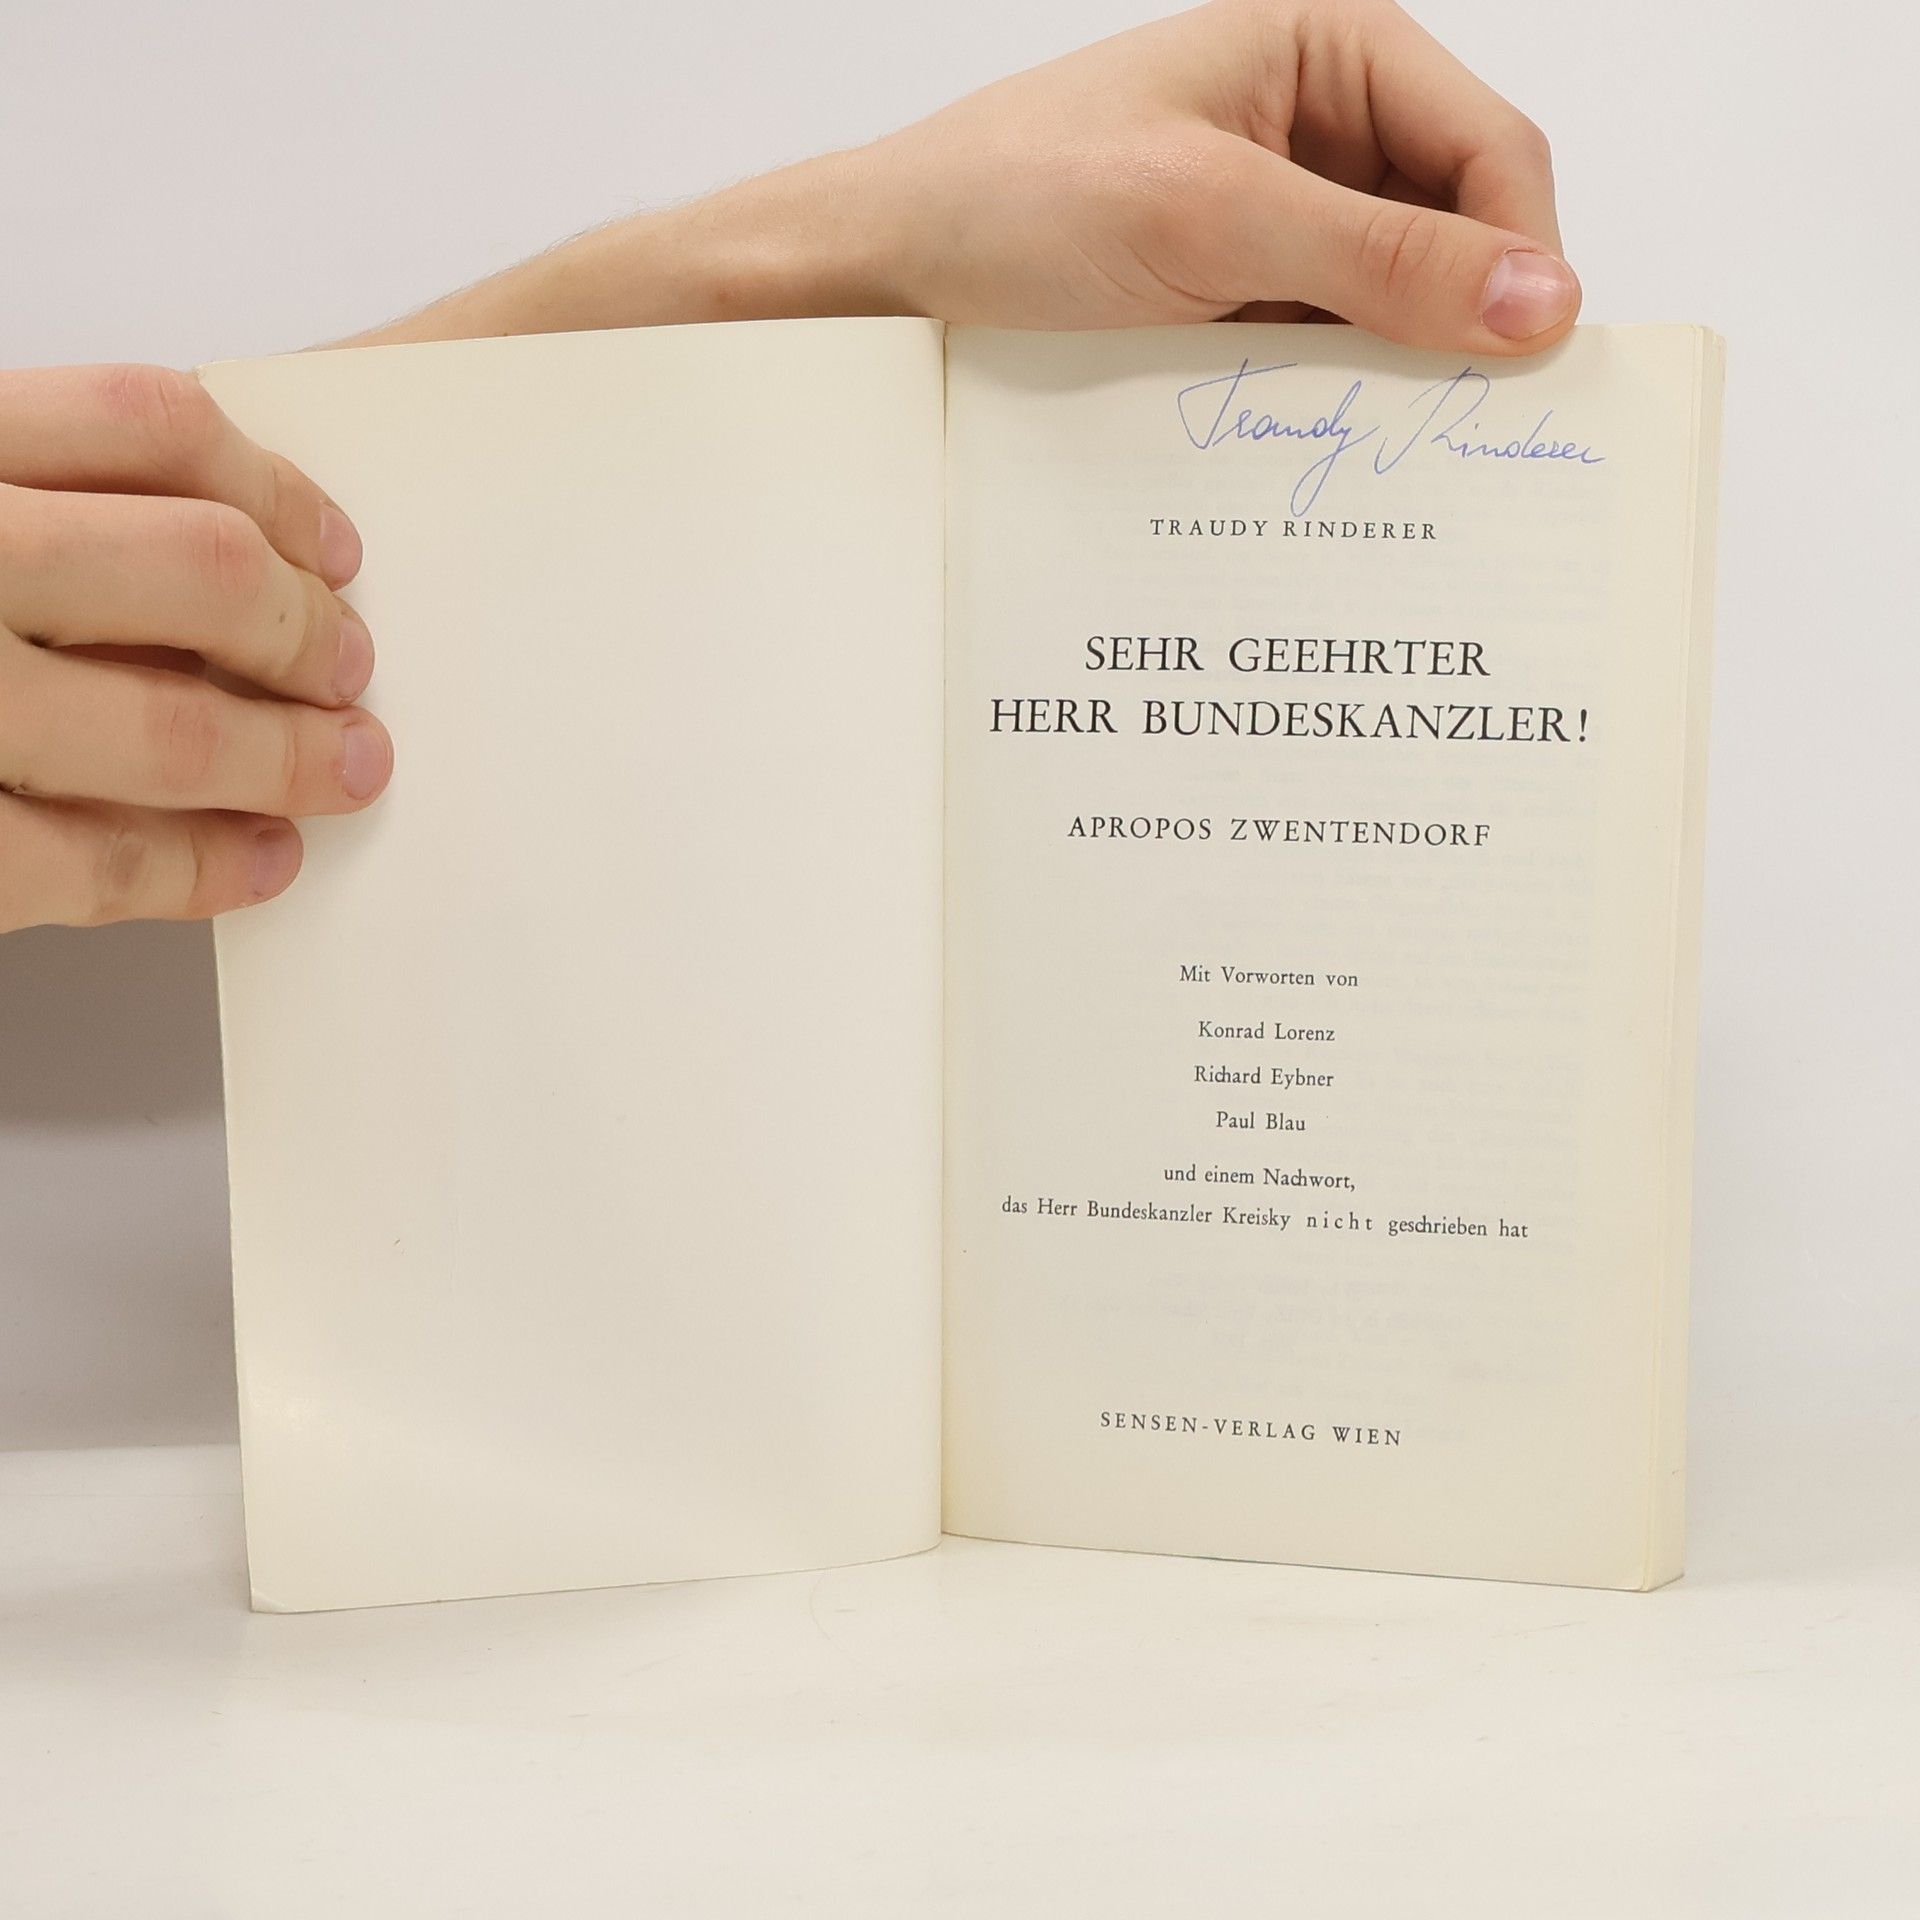 Traudy Rinderer
TRAUDY RINDERER
SEHR GEEHRTER
HERR BUNDESKANZLER!
APROPOS ZWENTENDORF
Mit Vorworten von
Konrad Lorenz
Richard Eybner
Paul Blau
und einem Nachwort,
das Herr Bundeskanzler Kreisky nicht geschrieben hat
SENSEN-VERLAG WIEN